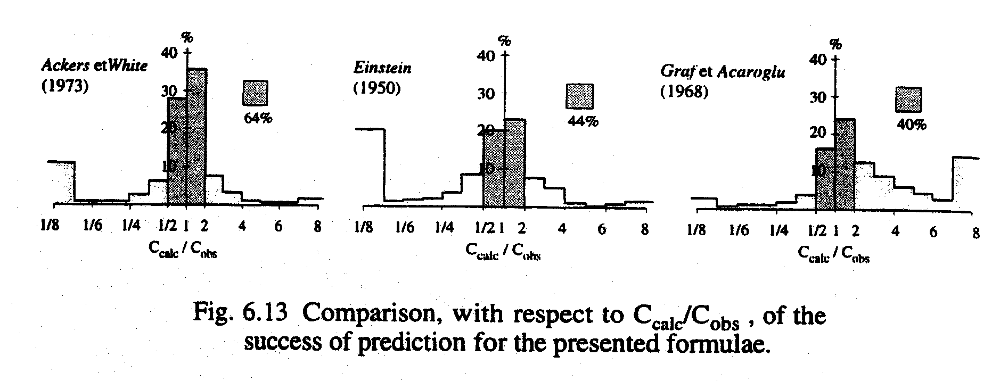 Ackers et White
(1973)
%
40
30
20
10
64%
1/8 1/6 1/4 1/2 1 2 4 6 8
Ccalc / Cobs
Einstein
(1950)
%
40
30
20
10
44%
1/8 1/6 1/4 1/2 1 2 4 6 8
Ccalc / Cobs
Graf et Acaroglu
(1968)
%
40
30
20
10
40%
1/8 1/6 1/4 1/2 1 2 4 6 8
Ccalc / Cobs
Fig. 6.13 Comparison, with respect to Ccalc/Cobs , of the
success of prediction for the presented formulae.